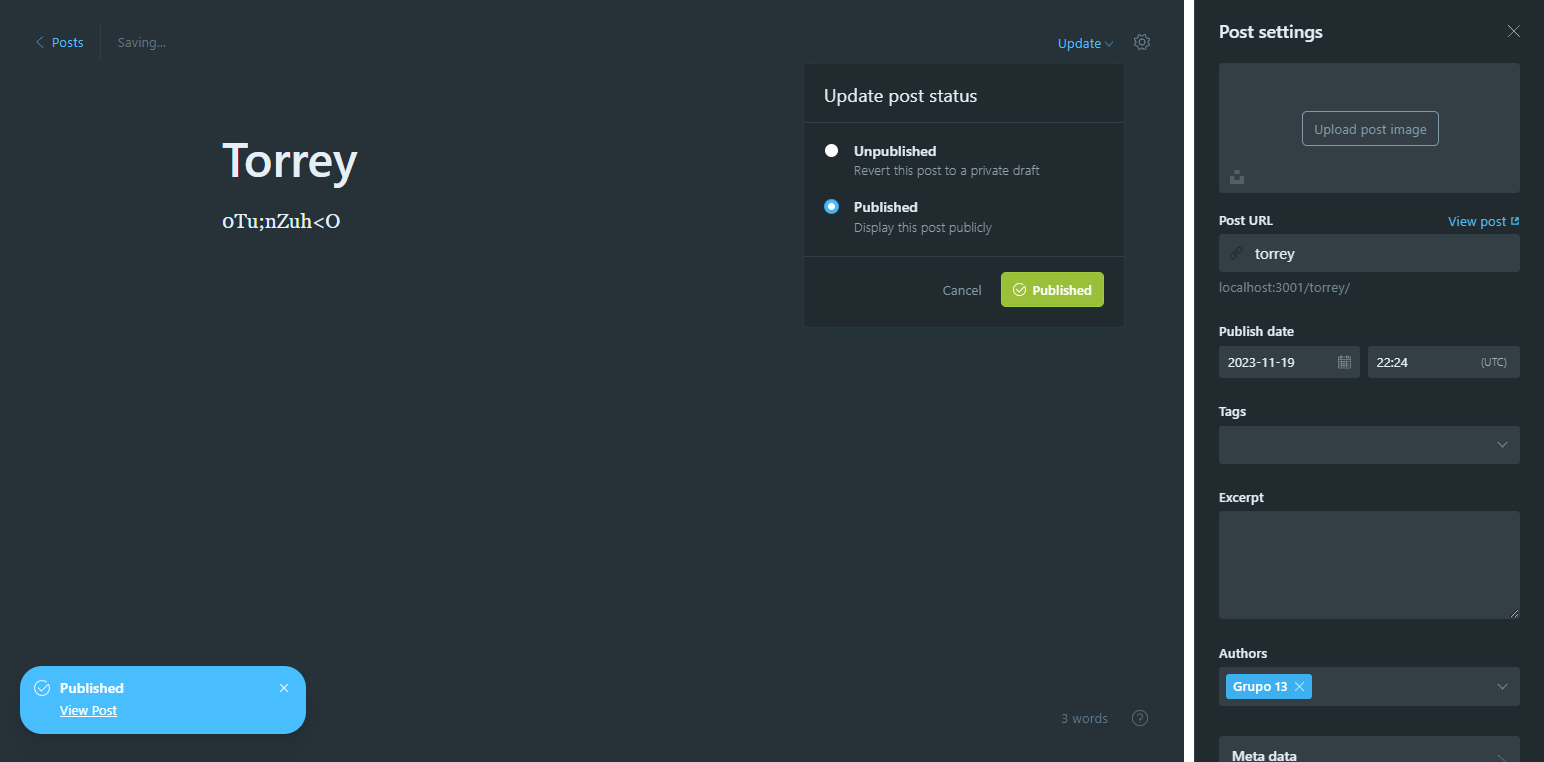 Posts
Saving...
Update
Update post status
Unpublished
Revert this post to a private draft
Published
Display this post publicly
Cancel
Published
Torrey
oTu;nZuh<O
Published
View Post
3 words
?
Post settings
Upload post image
Post URL
View post
torrey
localhost:3001/torrey/
Publish date
2023-11-19
22:24
(UTC)
Tags
Excerpt
Authors
Grupo 13
Meta data